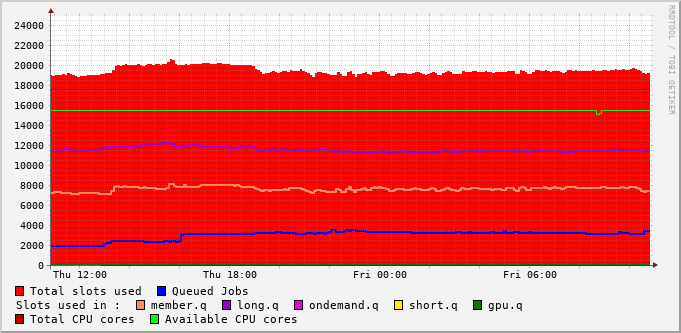 RRDTOOL / TOBI OETIKER
24000
22000
20000
18000
16000
14000
12000
10000
8000
6000
4000
2000
0
Thu 12:00 Thu 18:00 Fri 00:00 Fri 06:00
Total slots used Queued Jobs
Slots used in : member.q long.q ondemand.q short.q gpu.q
Total CPU cores Available CPU cores